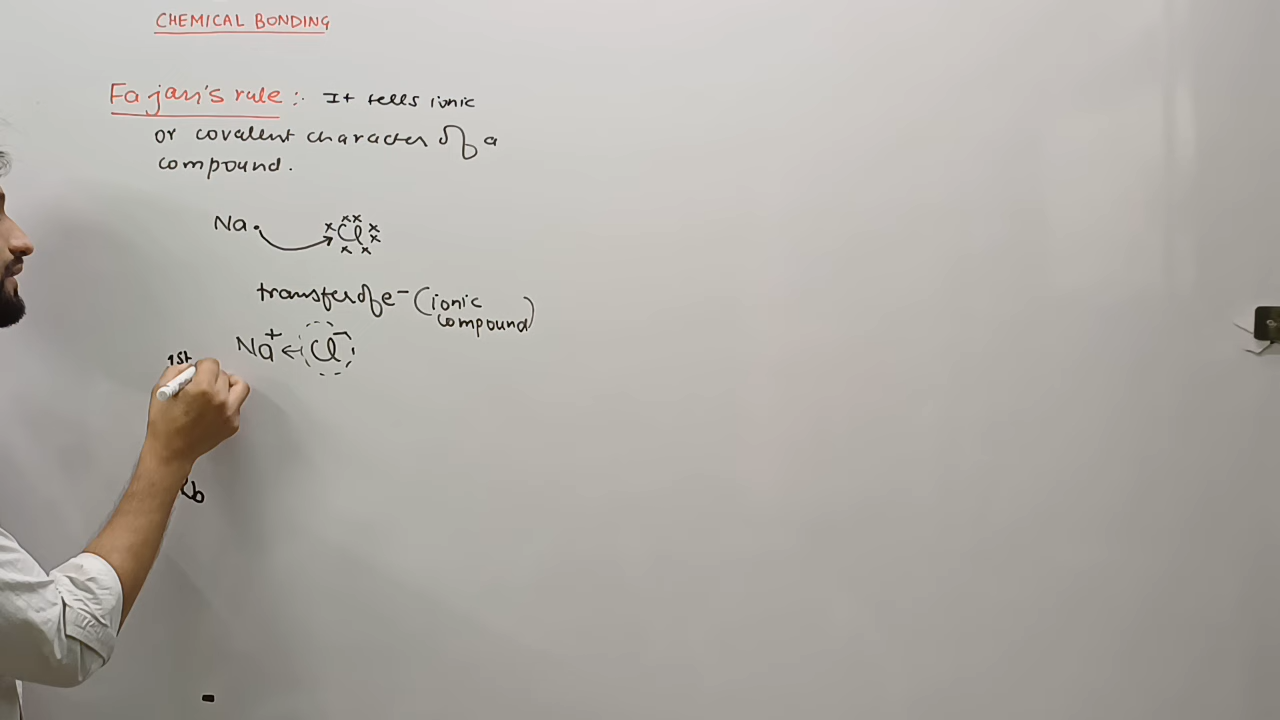 CHEMICAL BONDING
Fajan's rule :- It tells ionic
or covalent character of a
compound.
Na • Cl
transfer of e⁻ (ionic
compound)
Na⁺ ← Cl⁻
1st